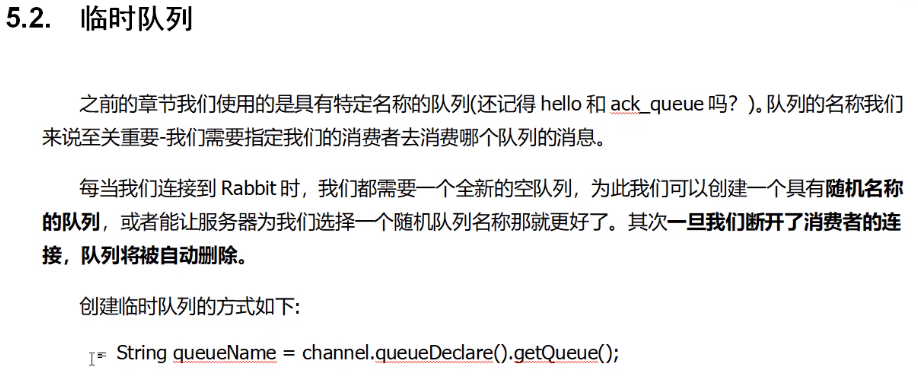 5.2. 临时队列
之前的章节我们使用的是具有特定名称的队列(还记得 hello 和 ack_queue 吗？)。队列的名称我们
来说至关重要-我们需要指定我们的消费者去消费哪个队列的消息。
每当我们连接到 Rabbit 时，我们都需要一个全新的空队列，为此我们可以创建一个具有随机名称
的队列，或者能让服务器为我们选择一个随机队列名称那就更好了。其次一旦我们断开了消费者的连
接，队列将被自动删除。
创建临时队列的方式如下:
String queueName = channel.queueDeclare().getQueue();